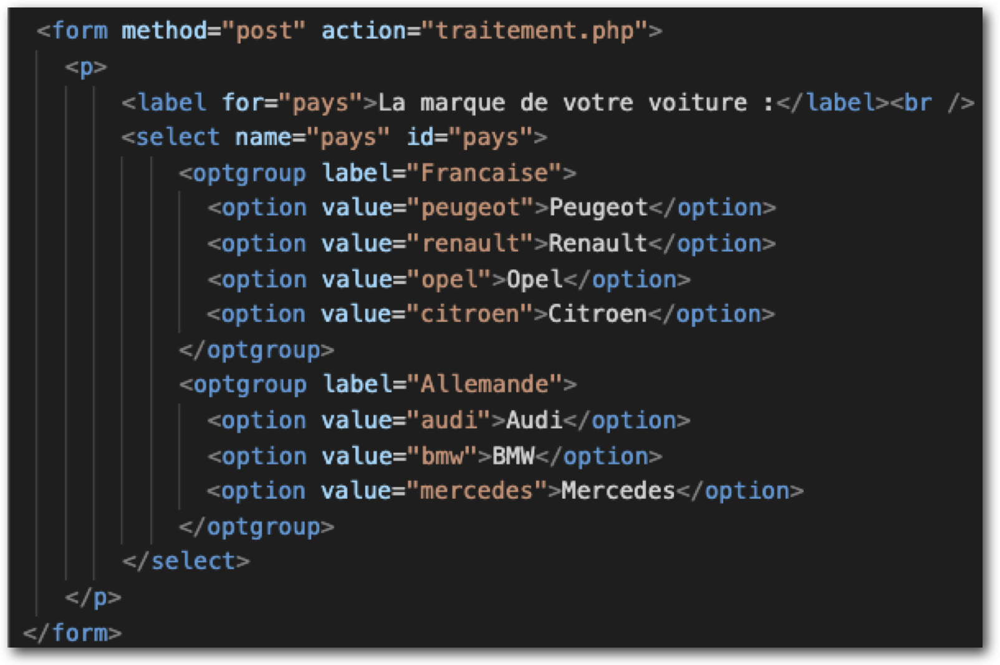 <form method="post" action="traitement.php">
<p>
<label for="pays">La marque de votre voiture :</label><br />
<select name="pays" id="pays">
<optgroup label="Francaise">
<option value="peugeot">Peugeot</option>
<option value="renault">Renault</option>
<option value="opel">Opel</option>
<option value="citroen">Citroen</option>
</optgroup>
<optgroup label="Allemande">
<option value="audi">Audi</option>
<option value="bmw">BMW</option>
<option value="mercedes">Mercedes</option>
</optgroup>
</select>
</p>
</form>